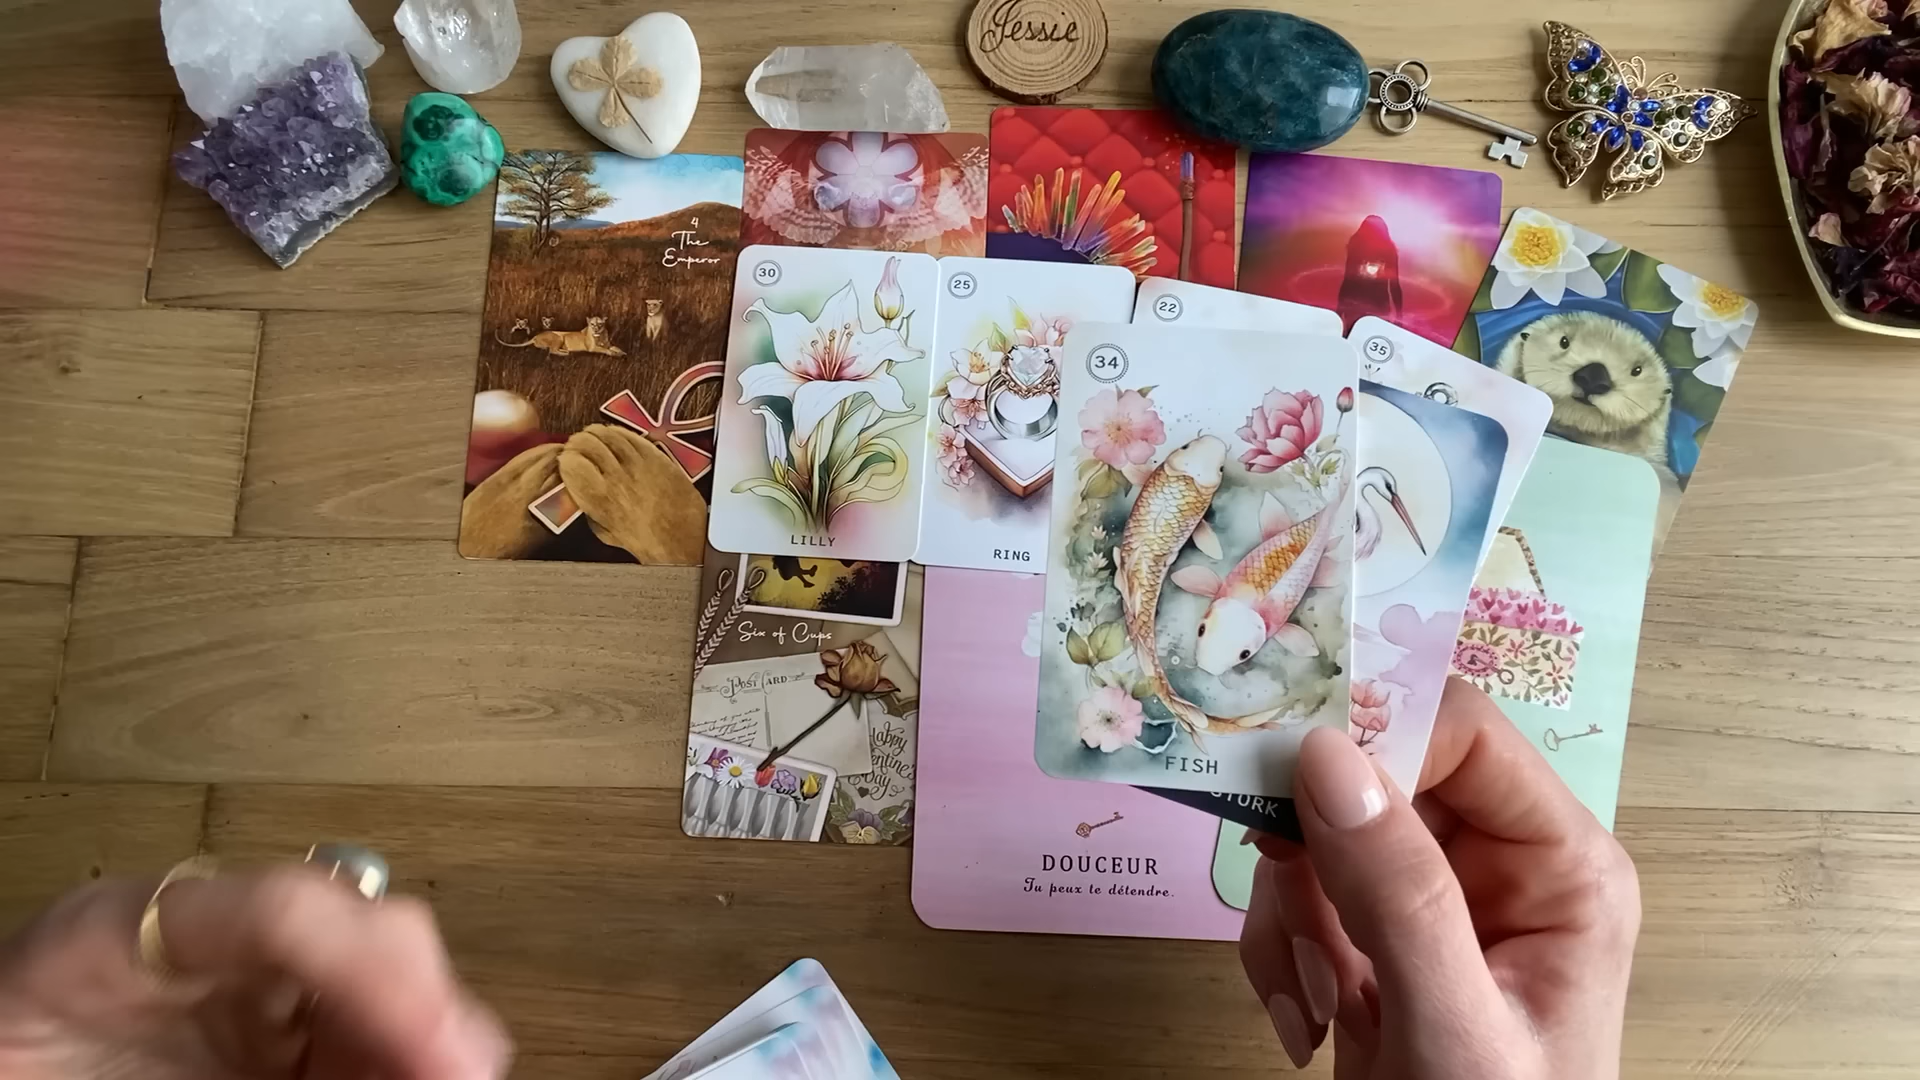 Jessie
4
The
Emperor
30
LILLY
25
RING
22
34
FISH
35
STORK
Six of Cups
POST CARD
Happy
Valentine's
Day
DOUCEUR
Tu peux te détendre.